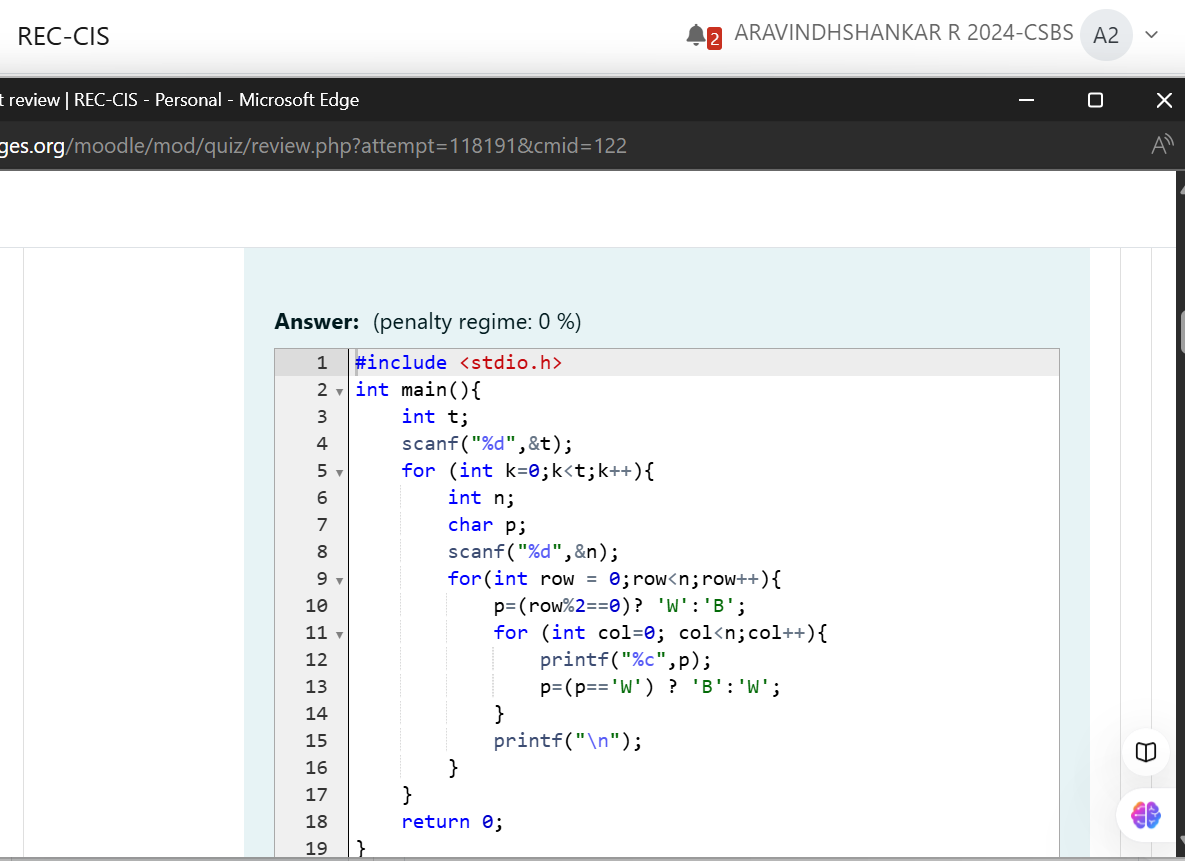 REC-CIS
2 ARAVINDHSHANKAR R 2024-CSBS A2
t review | REC-CIS - Personal - Microsoft Edge
ges.org/moodle/mod/quiz/review.php?attempt=118191&cmid=122
Answer: (penalty regime: 0 %)
1 #include <stdio.h>
2 int main(){
3     int t;
4     scanf("%d",&t);
5     for (int k=0;k<t;k++){
6         int n;
7         char p;
8         scanf("%d",&n);
9         for(int row = 0;row<n;row++){
10             p=(row%2==0)? 'W':'B';
11             for (int col=0; col<n;col++){
12                 printf("%c",p);
13                 p=(p=='W') ? 'B':'W';
14             }
15             printf("\n");
16         }
17     }
18     return 0;
19 }